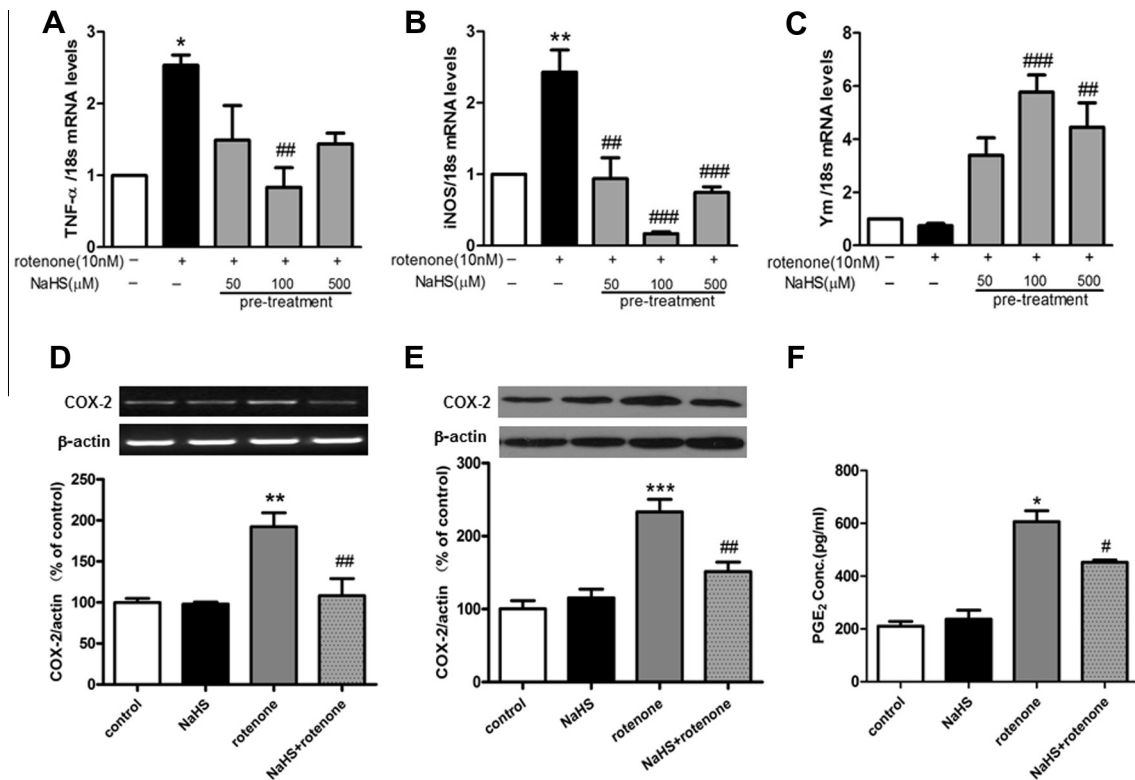 A
TNF-α /18s mRNA levels
3
2
1
0
*
##
rotenone(10nM) – + + + +
NaHS(μM) – – 50 100 500
pre-treatment
B
iNOS/18s mRNA levels
3
2
1
0
**
##
###
###
rotenone(10nM) – + + + +
NaHS(μM) – – 50 100 500
pre-treatment
C
Ym /18s mRNA levels
8
6
4
2
0
###
##
rotenone(10nM) – + + + +
NaHS(μM) – – 50 100 500
pre-treatment
D
COX-2
β-actin
COX-2/actin (% of control)
250
200
150
100
50
0
**
##
control
NaHS
rotenone
NaHS+rotenone
E
COX-2
β-actin
COX-2/actin (% of control)
300
200
100
0
***
##
control
NaHS
rotenone
NaHS+rotenone
F
PGE₂ Conc.(pg/ml)
800
600
400
200
0
*
#
control
NaHS
rotenone
NaHS+rotenone